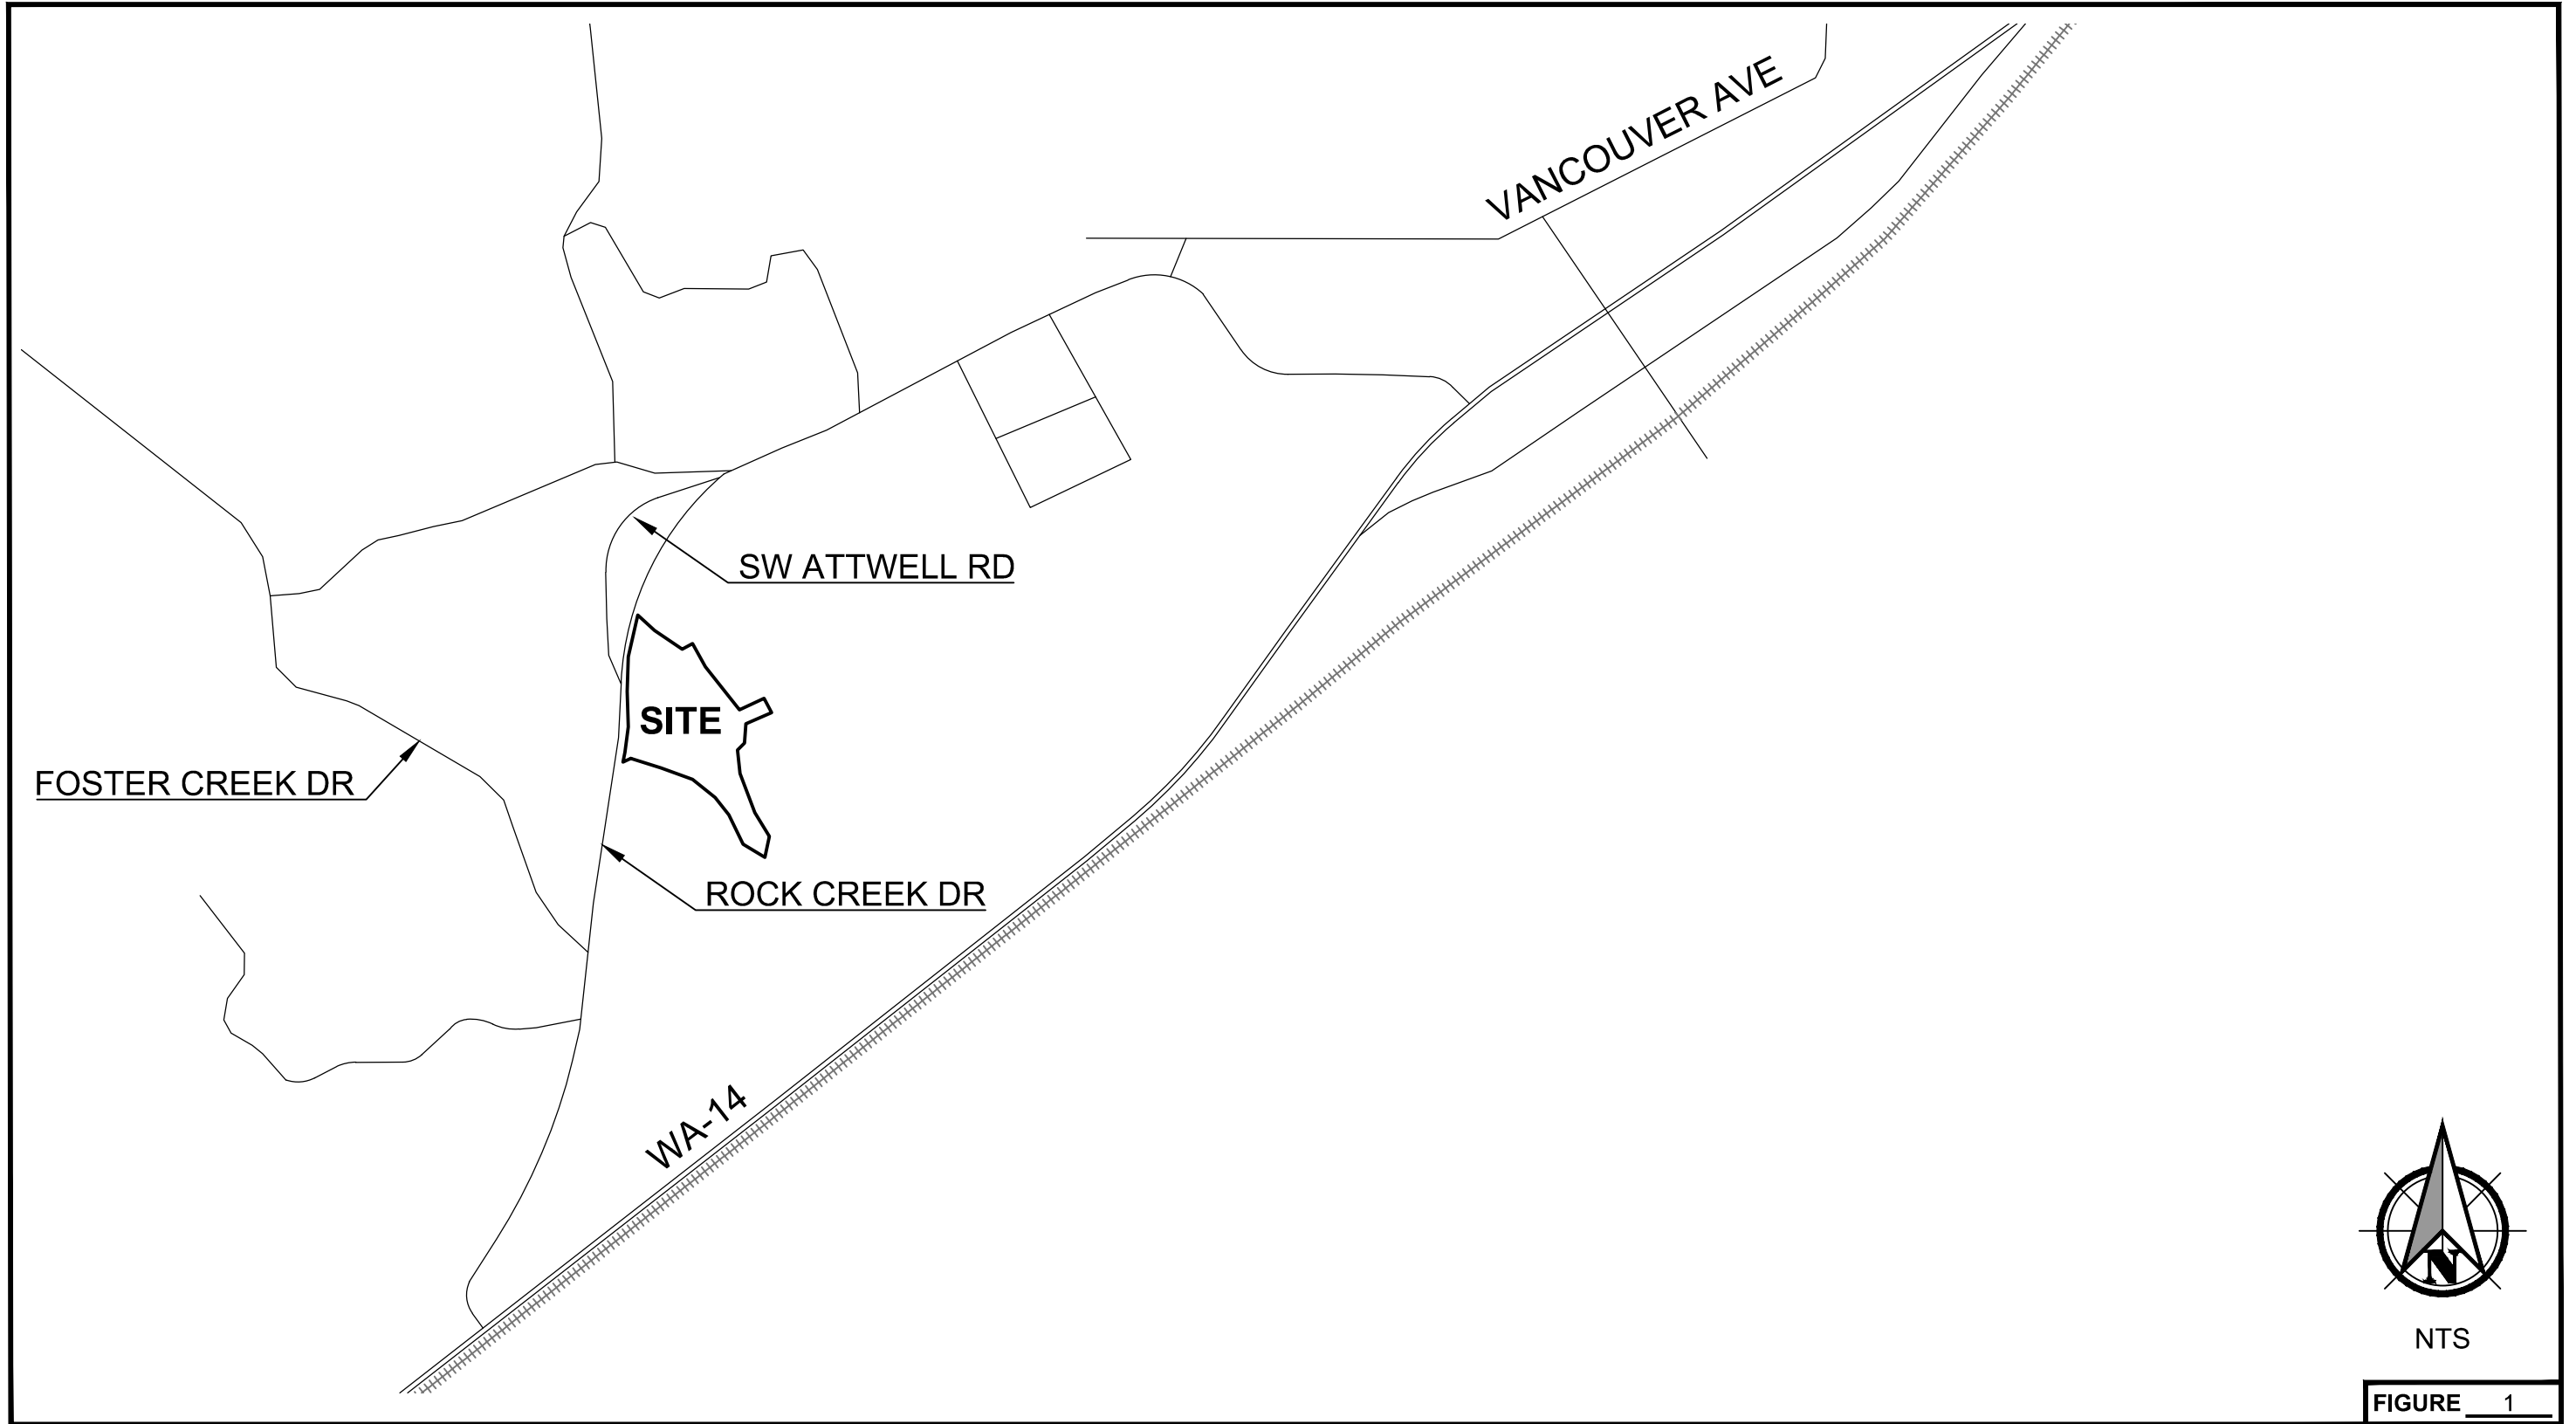 VANCOUVER AVE
SW ATTWELL RD
SITE
FOSTER CREEK DR
ROCK CREEK DR
WA-14
N
NTS
FIGURE 1